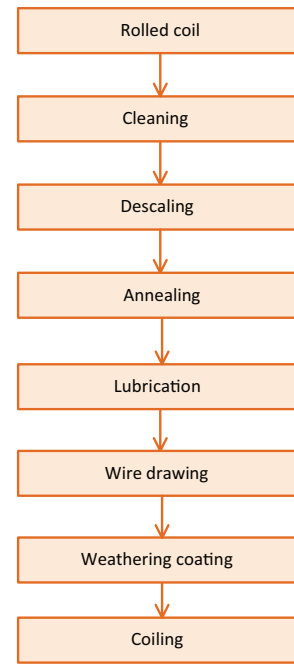 Rolled coil
Cleaning
Descaling
Annealing
Lubrication
Wire drawing
Weathering coating
Coiling